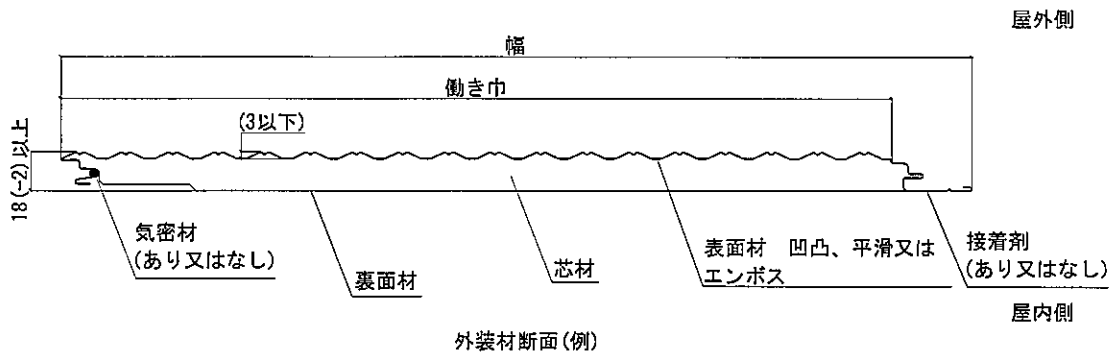 屋外側
幅
働き巾
(3以下)
18(-2)以上
気密材
(あり又はなし)
裏面材
芯材
表面材 凹凸、平滑又は
エンボス
接着剤
(あり又はなし)
屋内側
外装材断面(例)